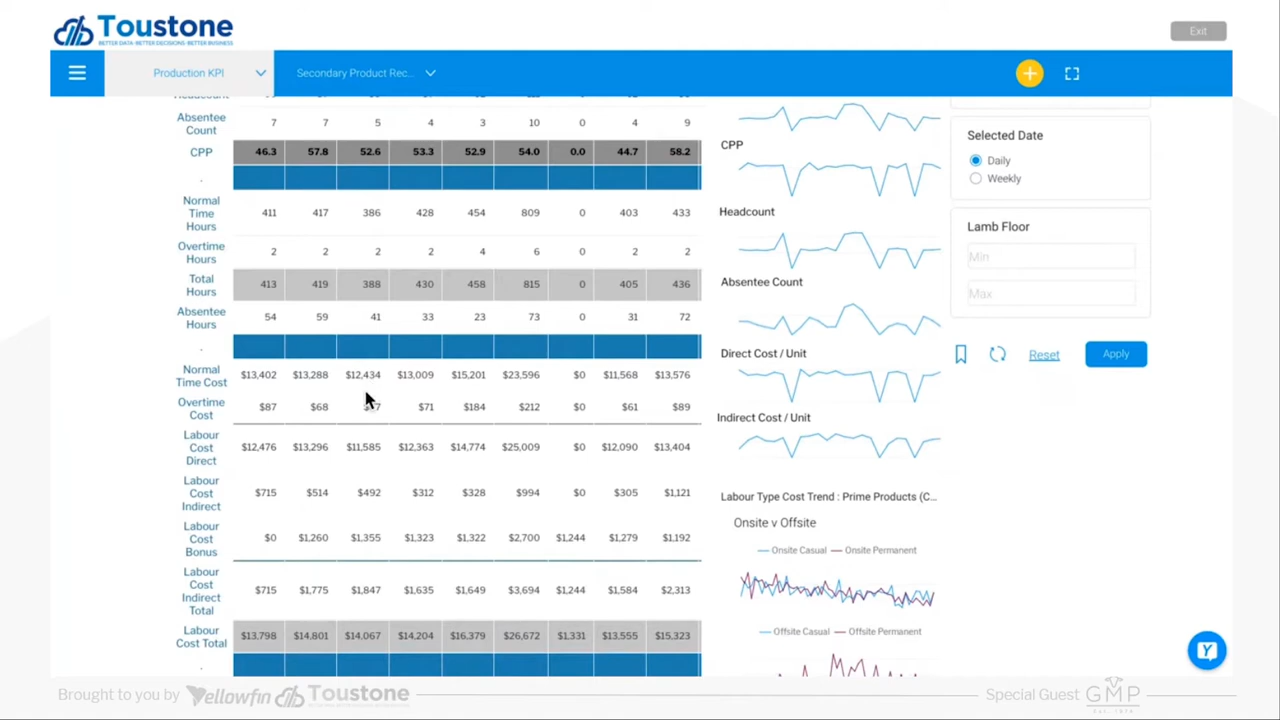 Toustone
BETTER DATA·BETTER DECISIONS·BETTER BUSINESS
Exit
Production KPI
Secondary Product Rec...
Absentee
Count
7 7 5 4 3 10 0 4 9
CPP
46.3 57.8 52.6 53.3 52.9 54.0 0.0 44.7 58.2
.
Normal
Time
Hours
411 417 386 428 454 809 0 403 433
Overtime
Hours
2 2 2 2 4 6 0 2 2
Total
Hours
413 419 388 430 458 815 0 405 436
Absentee
Hours
54 59 41 33 23 73 0 31 72
.
Normal
Time Cost
$13,402 $13,288 $12,434 $13,009 $15,201 $23,596 $0 $11,568 $13,576
Overtime
Cost
$87 $68 $71 $184 $212 $0 $61 $89
Labour
Cost
Direct
$12,476 $13,296 $11,585 $12,363 $14,774 $25,009 $0 $12,090 $13,404
Labour
Cost
Indirect
$715 $514 $492 $312 $328 $994 $0 $305 $1,121
Labour
Cost
Bonus
$0 $1,260 $1,355 $1,323 $1,322 $2,700 $1,244 $1,279 $1,192
Labour
Cost
Indirect
Total
$715 $1,775 $1,847 $1,635 $1,649 $3,694 $1,244 $1,584 $2,313
Labour
Cost Total
$13,798 $14,801 $14,067 $14,204 $16,379 $26,672 $1,331 $13,555 $15,323
.
CPP
Headcount
Absentee Count
Direct Cost / Unit
Indirect Cost / Unit
Labour Type Cost Trend : Prime Products (C...
Onsite v Offsite
Onsite Casual Onsite Permanent
Offsite Casual Offsite Permanent
Selected Date
Daily
Weekly
Lamb Floor
Min
Max
Reset
Apply
Y
Brought to you by Yellowfin Toustone
Special Guest GMP
Est. 1974